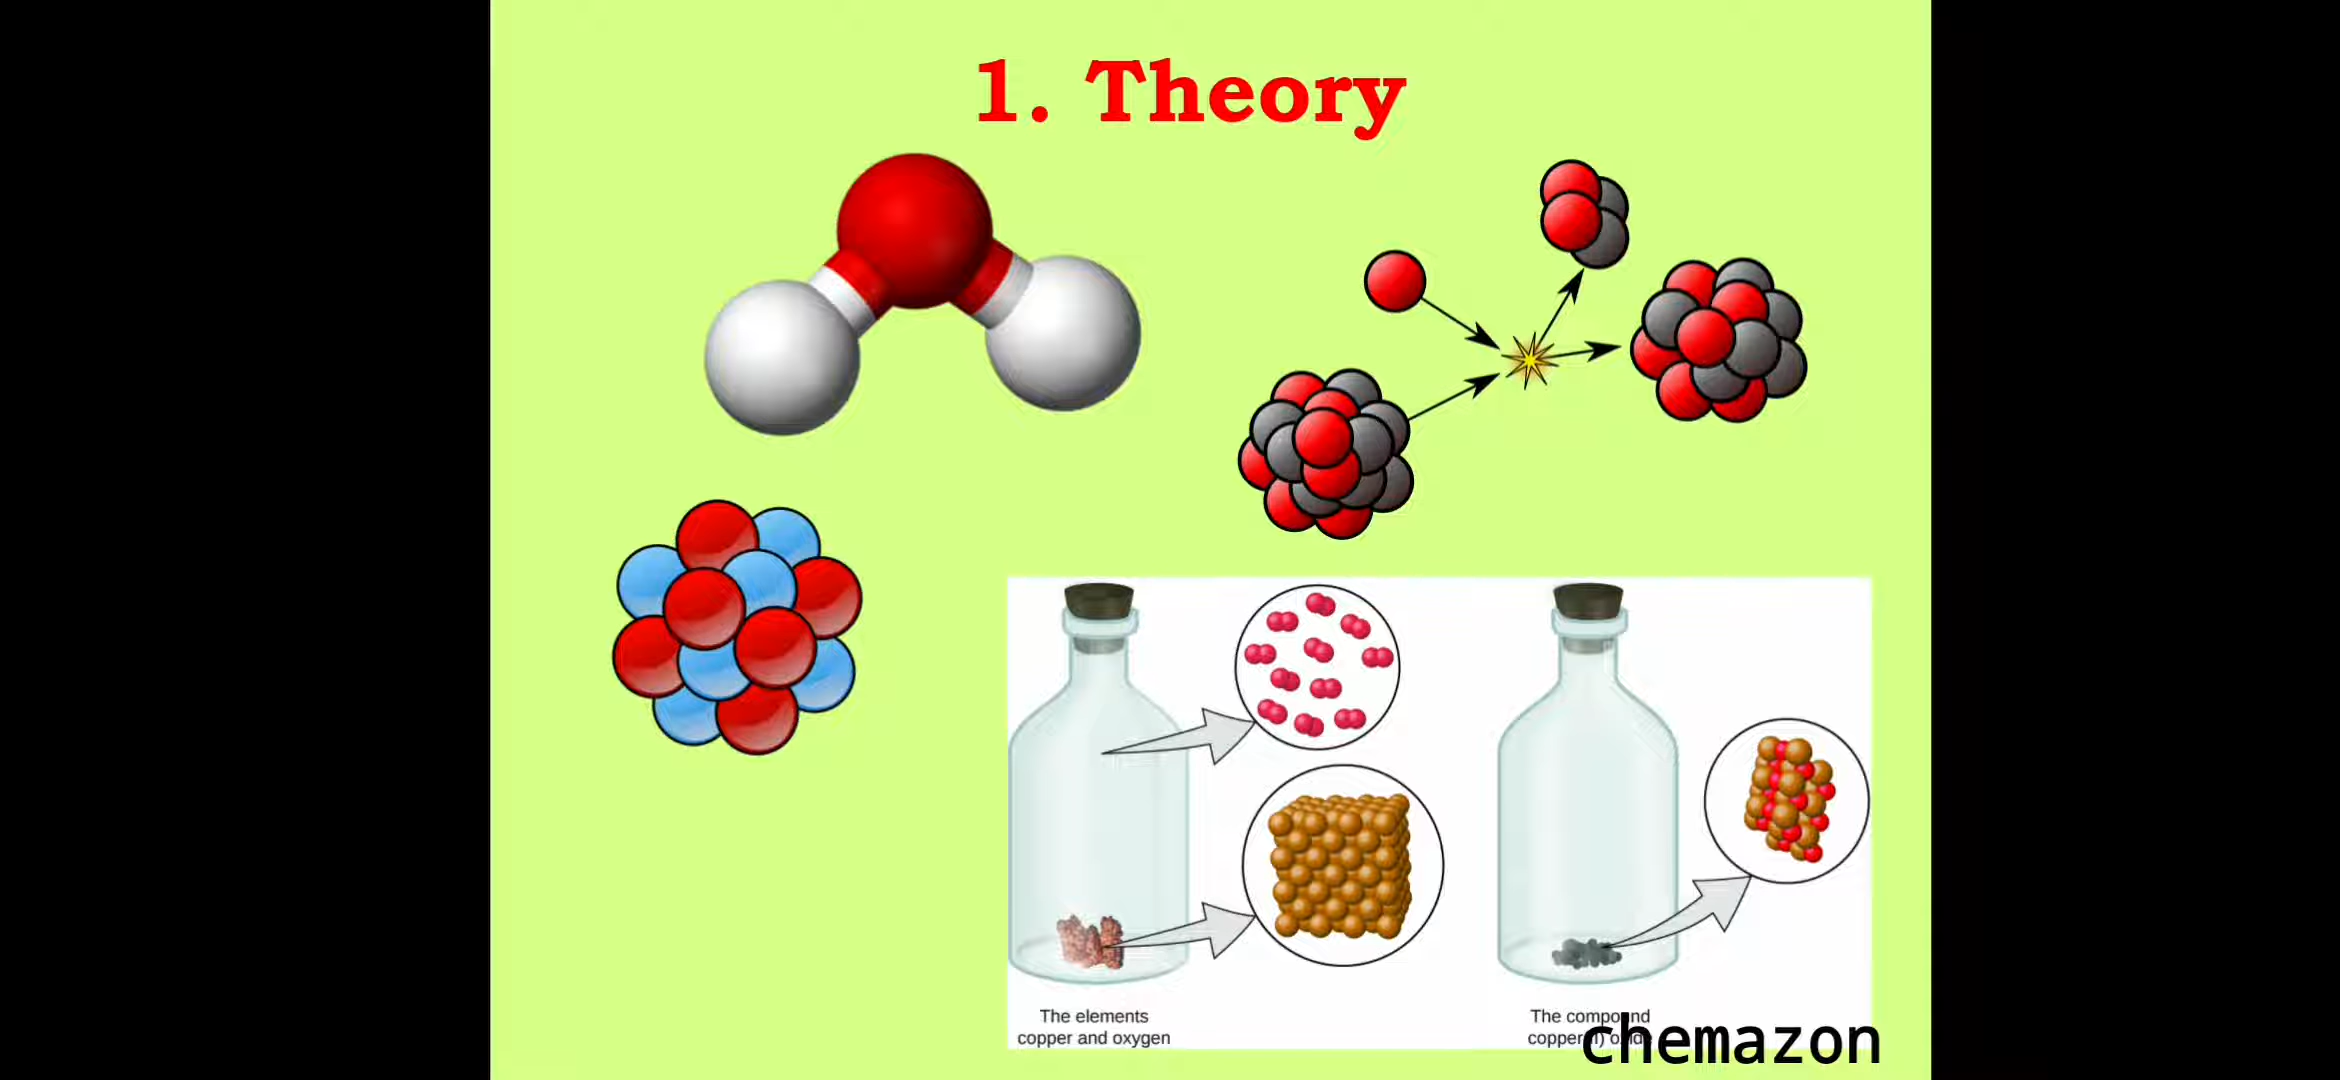 1. Theory
The elements
copper and oxygen
The compound
chemazon